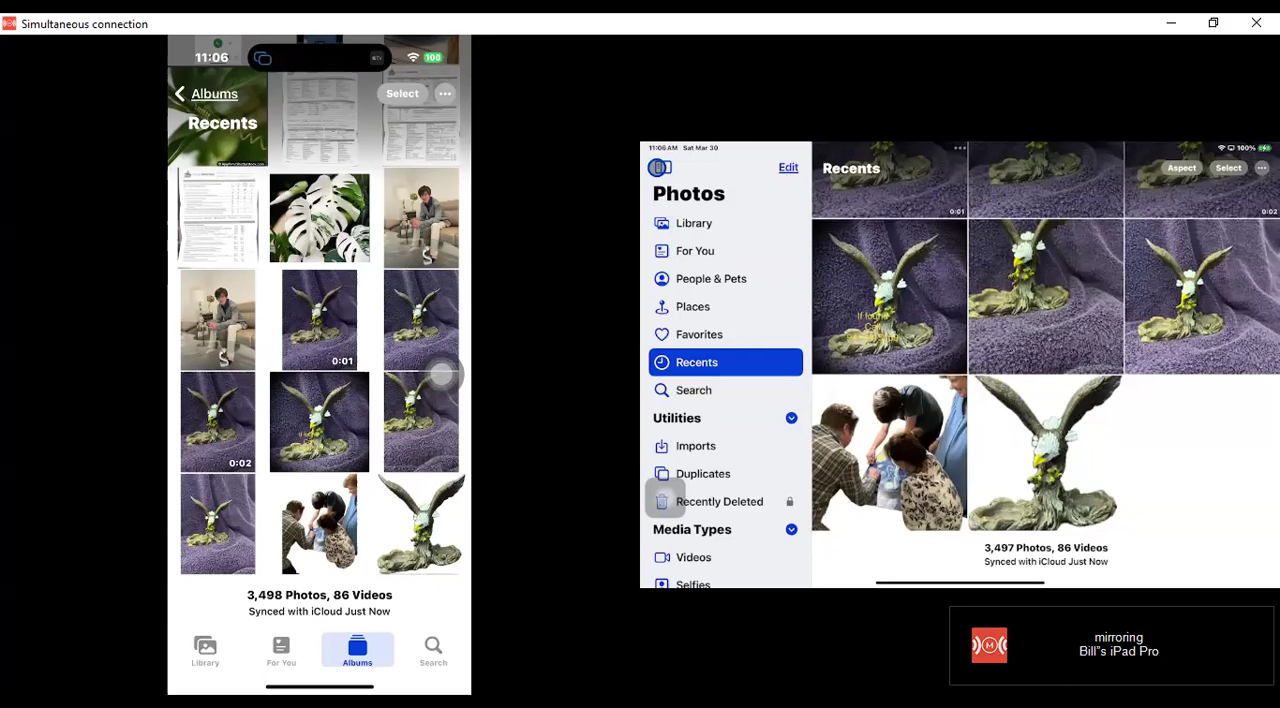 Simultaneous connection
11:06
100
Albums
Select
Recents
0:01
0:02
3,498 Photos, 86 Videos
Synced with iCloud Just Now
Library
For You
Albums
Search
11:06 AM Sat Mar 30
100%
Edit
Photos
Library
For You
People & Pets
Places
Favorites
Recents
Search
Utilities
Imports
Duplicates
Recently Deleted
Media Types
Videos
Selfies
Recents
Aspect
Select
0:01
0:02
If found
3,497 Photos, 86 Videos
Synced with iCloud Just Now
mirroring
Bill"s iPad Pro